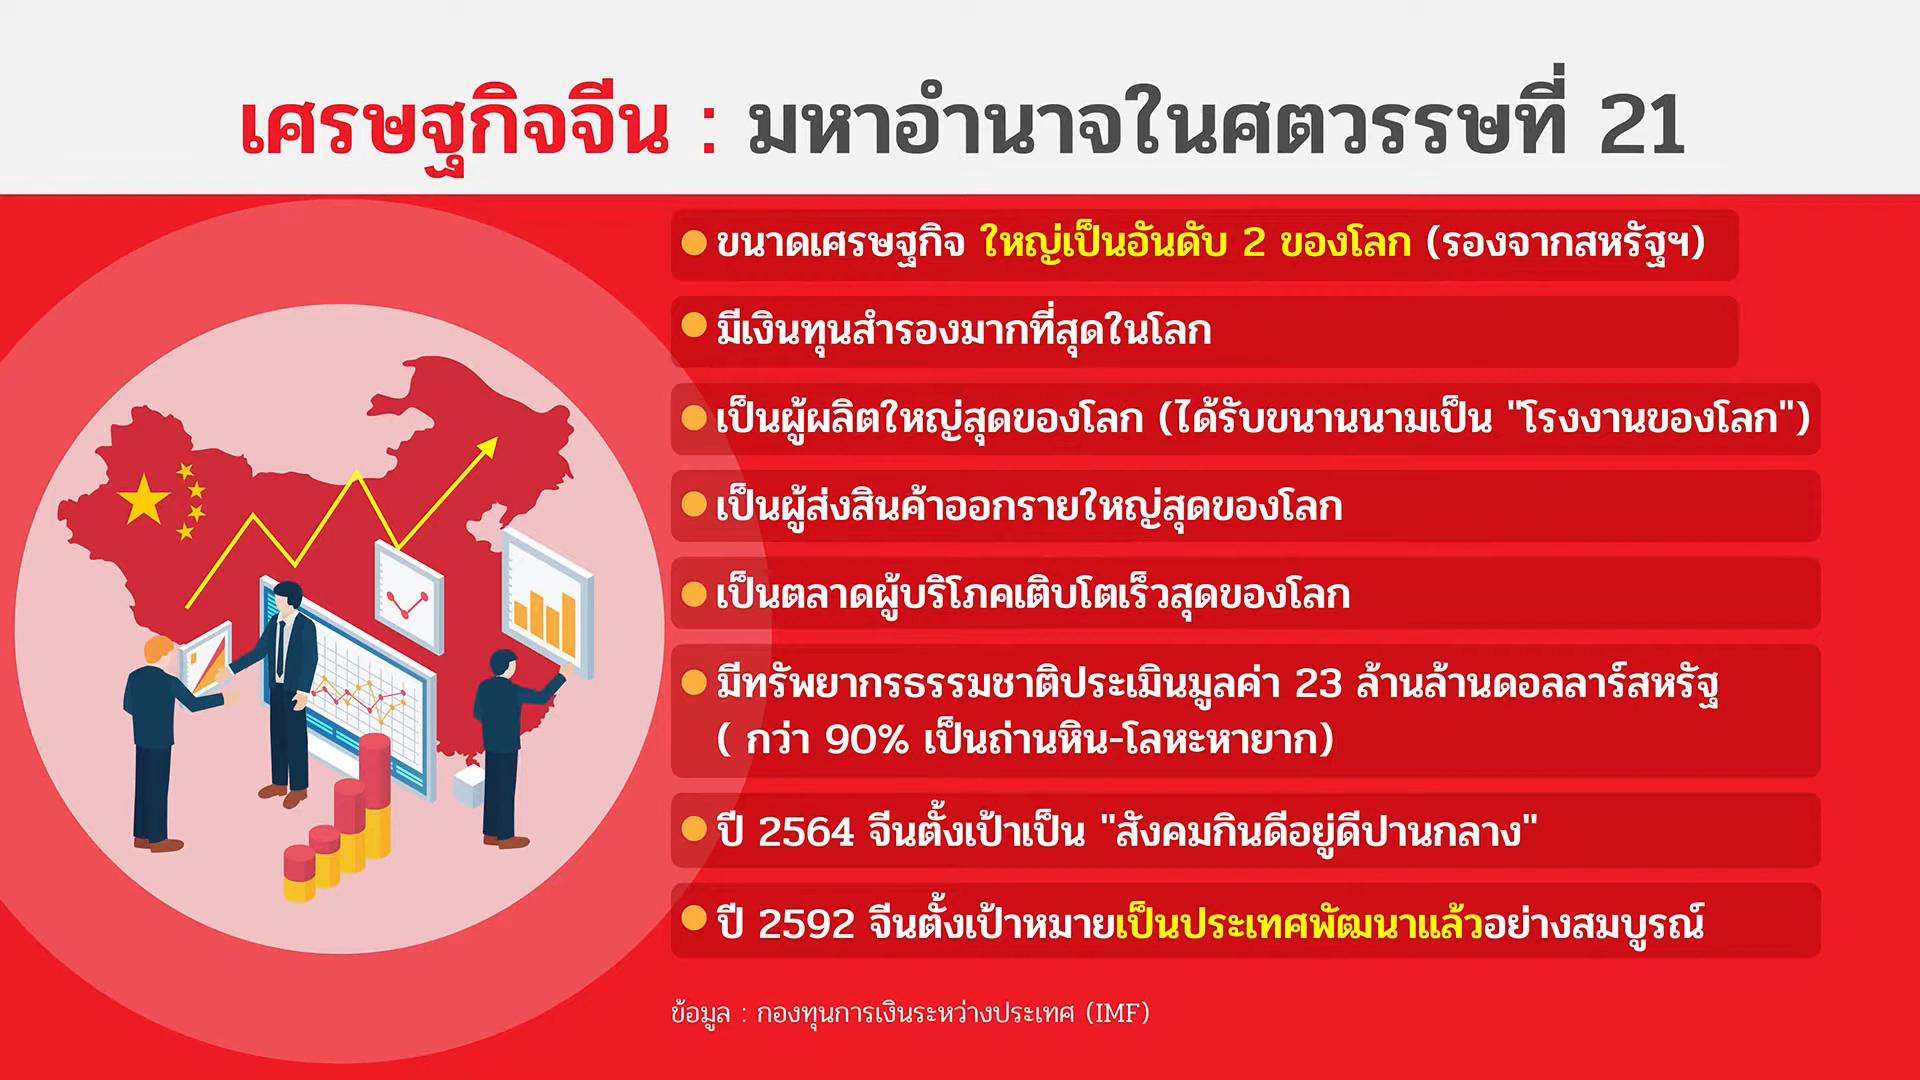 เศรษฐกิจจีน : มหาอำนาจในศตวรรษที่ 21
ขนาดเศรษฐกิจ ใหญ่เป็นอันดับ 2 ของโลก (รองจากสหรัฐฯ)
มีเงินทุนสำรองมากที่สุดในโลก
เป็นผู้ผลิตใหญ่สุดของโลก (ได้รับขนานนามเป็น "โรงงานของโลก")
เป็นผู้ส่งสินค้าออกรายใหญ่สุดของโลก
เป็นตลาดผู้บริโภคเติบโตเร็วสุดของโลก
มีทรัพยากรธรรมชาติประเมินมูลค่า 23 ล้านล้านดอลลาร์สหรัฐ
( กว่า 90% เป็นถ่านหิน-โลหะหายาก)
ปี 2564 จีนตั้งเป้าเป็น "สังคมกินดีอยู่ดีปานกลาง"
ปี 2592 จีนตั้งเป้าหมายเป็นประเทศพัฒนาแล้วอย่างสมบูรณ์
ข้อมูล : กองทุนการเงินระหว่างประเทศ (IMF)